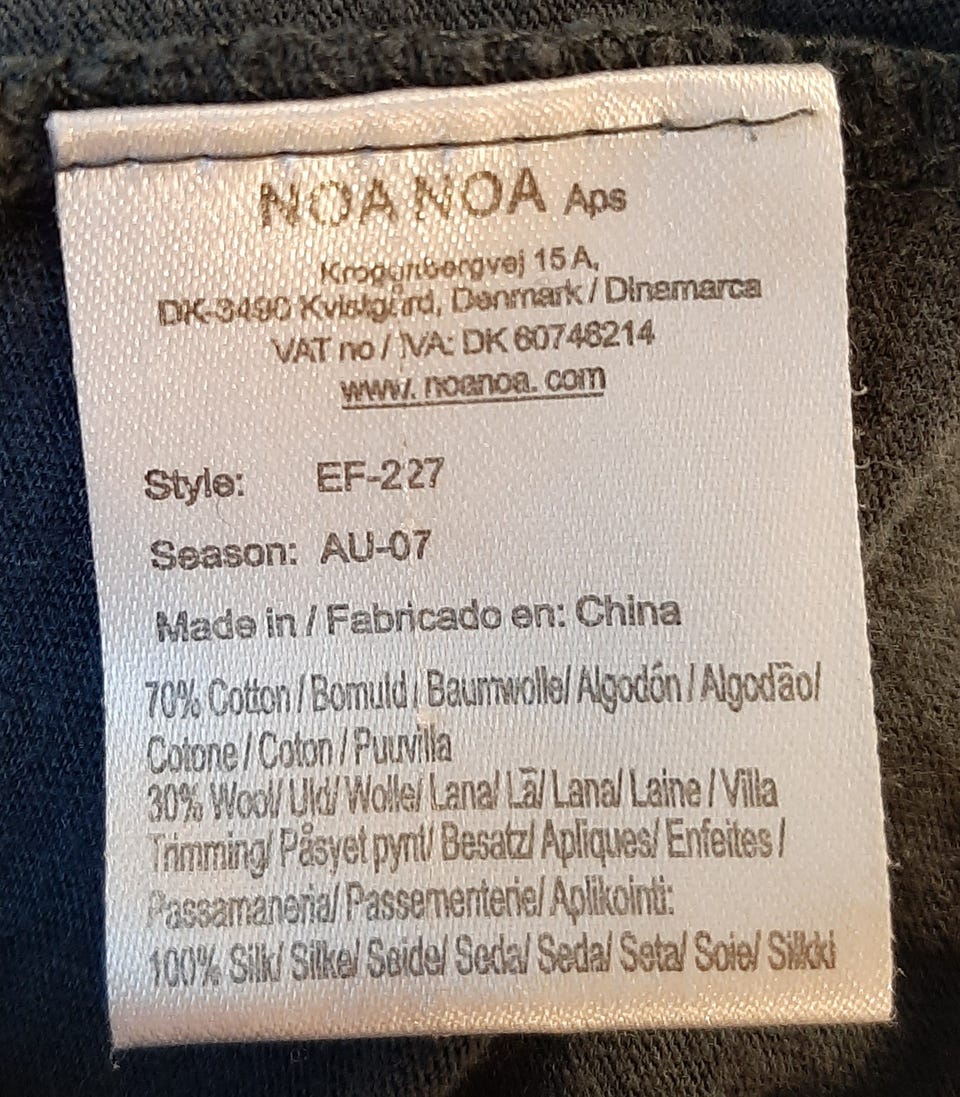 NOA NOA Aps
15 A,
DK-3490 Kvistgård, Denmark / Dinamarca
VAT no / IVA: DK 60746214
www. noanoa. com
Style: EF-227
Season: AU-07
Made in / Fabricado en: China
70% Cotton / Bomuld / Baumwolle/ Algodón / Algodão/
Cotone / Coton / Puuvilla
30% Wool/ Uld/ Wolle/ Lana/ Lã/ Lana/ Laine / Villa
Trimming/ Påsyet pynt/ Besatz/ Apliques/ Enfeites /
Passamaneria/ Passementerie/ Aplikointi:
100% Silk/ Silke/ Seide/ Seda/ Seda/ Seta/ Soie/ Silkki